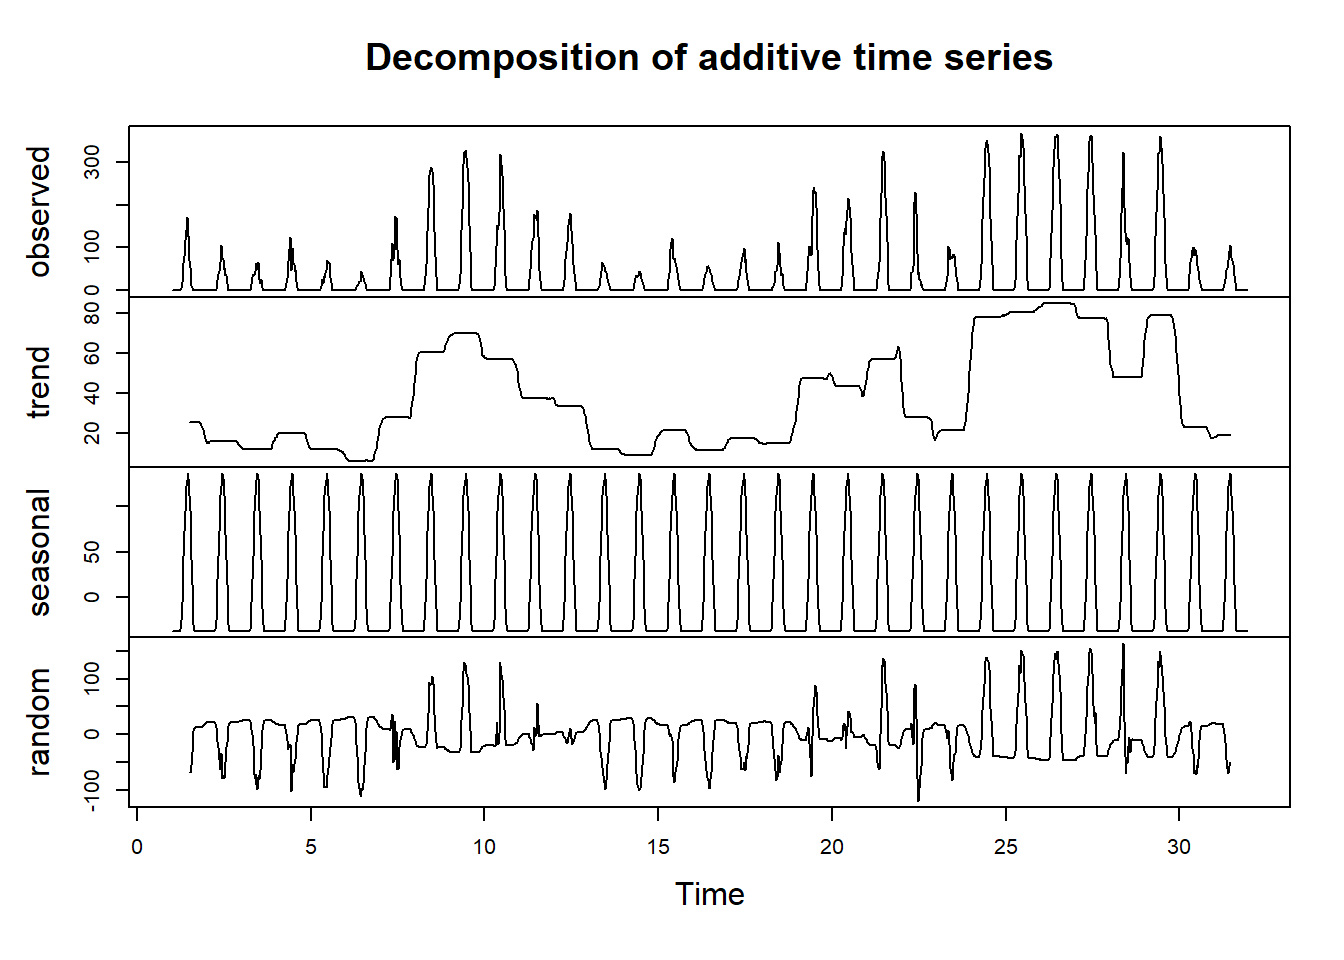 Decomposition of additive time series
observed
0 100 300
trend
20 40 60 80
seasonal
0 50
random
-100 0 100
0 5 10 15 20 25 30
Time